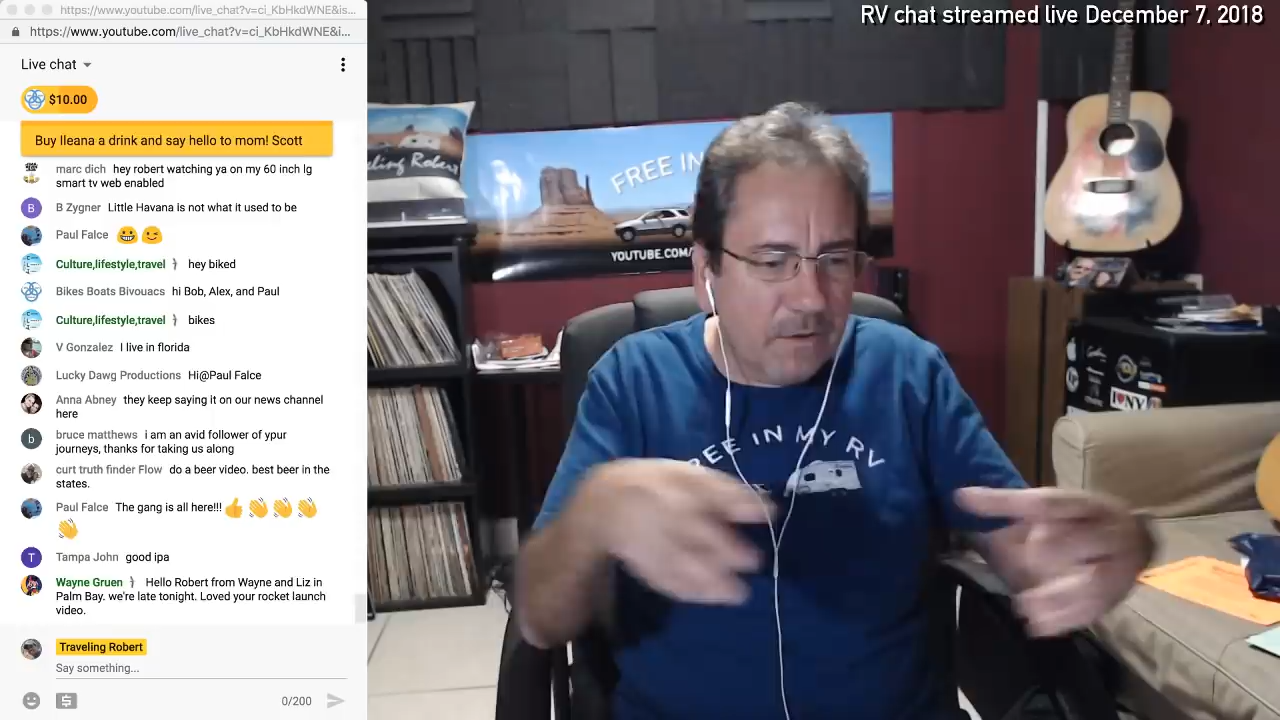 https://www.youtube.com/live_chat?v=ci_KbHkdWNE&is...
https://www.youtube.com/live_chat?v=ci_KbHkdWNE&i...
RV chat streamed live December 7, 2018
Live chat
$10.00
Buy Ileana a drink and say hello to mom! Scott
marc dich hey robert watching ya on my 60 inch lg
smart tv web enabled
B Zygner Little Havana is not what it used to be
Paul Falce
Culture,lifestyle,travel hey biked
Bikes Boats Bivouacs hi Bob, Alex, and Paul
Culture,lifestyle,travel bikes
V Gonzalez I live in florida
Lucky Dawg Productions Hi@Paul Falce
Anna Abney they keep saying it on our news channel
here
bruce matthews i am an avid follower of ypur
journeys, thanks for taking us along
curt truth finder Flow do a beer video. best beer in the
states.
Paul Falce The gang is all here!!!
Tampa John good ipa
Wayne Gruen Hello Robert from Wayne and Liz in
Palm Bay. we're late tonight. Loved your rocket launch
video.
Traveling Robert
Say something...
0/200
eling Robert
FREE IN
YOUTUBE.COM/
REE IN MY RV
I NY